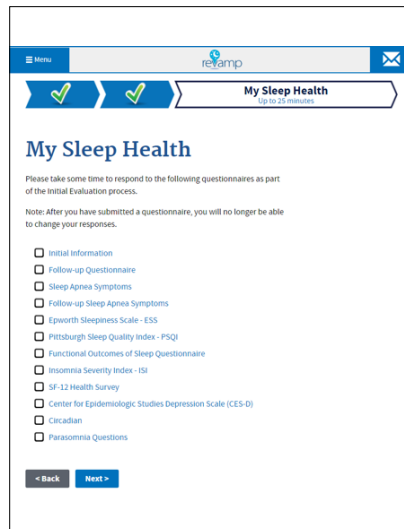 Menu
revamp
My Sleep Health
Up to 25 minutes
My Sleep Health
Please take some time to respond to the following questionnaires as part
of the Initial Evaluation process.
Note: After you have submitted a questionnaire, you will no longer be able
to change your responses.
Initial Information
Follow-up Questionnaire
Sleep Apnea Symptoms
Follow-up Sleep Apnea Symptoms
Epworth Sleepiness Scale - ESS
Pittsburgh Sleep Quality Index - PSQI
Functional Outcomes of Sleep Questionnaire
Insomnia Severity Index - ISI
SF-12 Health Survey
Center for Epidemiologic Studies Depression Scale (CES-D)
Circadian
Parasomnia Questions
< Back
Next >